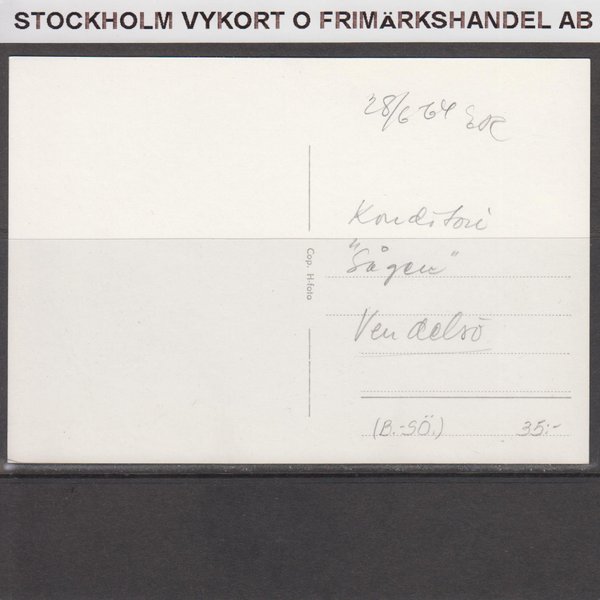 STOCKHOLM VYKORT O FRIMÄRKSHANDEL AB
28/6 64
Konditori
"Sågen"
Cop. H-foto
Vendelsö
(B.-SÖ.) 35:-